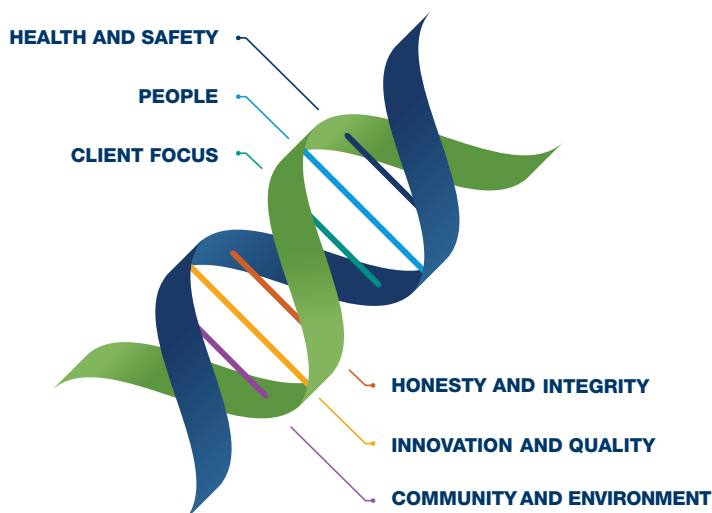 HEALTH AND SAFETY
PEOPLE
CLIENT FOCUS
HONESTY AND INTEGRITY
INNOVATION AND QUALITY
COMMUNITY AND ENVIRONMENT